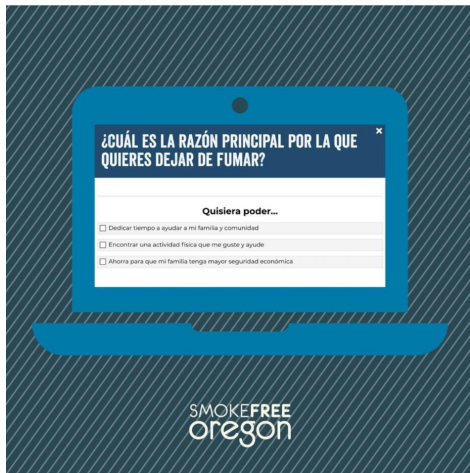 ¿CUÁL ES LA RAZÓN PRINCIPAL POR LA QUE
QUIERES DEJAR DE FUMAR?
×
Quisiera poder...
Dedicar tiempo a ayudar a mi familia y comunidad
Encontrar una actividad física que me guste y ayude
Ahorra para que mi familia tenga mayor seguridad económica
SMOKEFREE
oregon